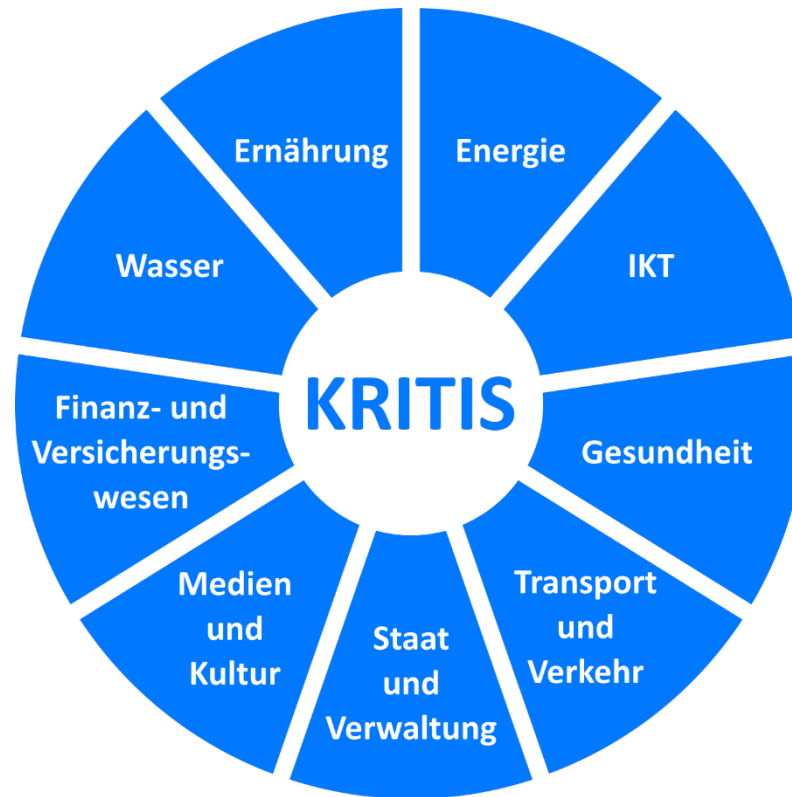 KRITIS
Energie
IKT
Gesundheit
Transport
und
Verkehr
Staat
und
Verwaltung
Medien
und
Kultur
Finanz- und
Versicherungs-
wesen
Wasser
Ernährung